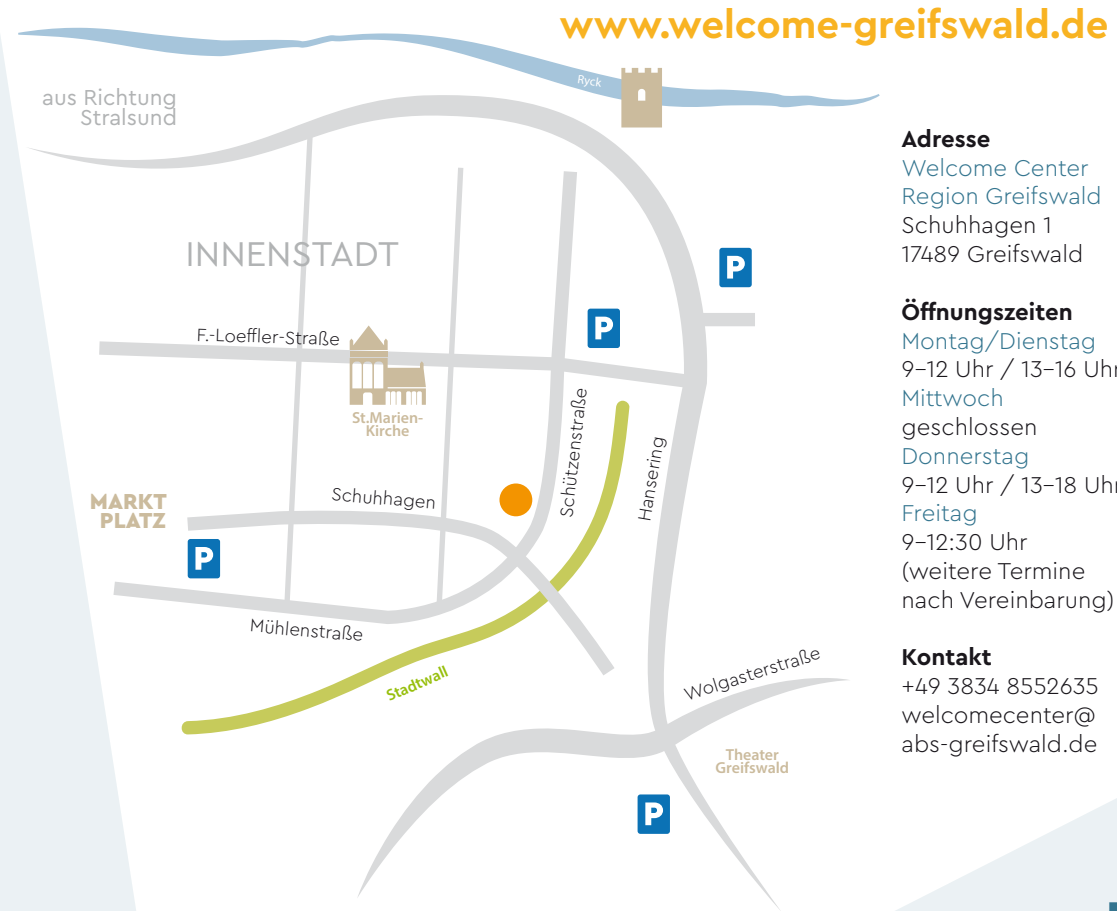 www.welcome-greifswald.de
Ryck
aus Richtung
Stralsund
INNENSTADT
P
P
F.-Loeffler-Straße
St.Marien-
Kirche
Schützenstraße
Hansering
Schuhhagen
MARKT
PLATZ
P
Mühlenstraße
Stadtwall
Wolgasterstraße
Theater
Greifswald
P
Adresse
Welcome Center
Region Greifswald
Schuhhagen 1
17489 Greifswald
Öffnungszeiten
Montag/Dienstag
9–12 Uhr / 13–16 Uhr
Mittwoch
geschlossen
Donnerstag
9–12 Uhr / 13–18 Uhr
Freitag
9–12:30 Uhr
(weitere Termine
nach Vereinbarung)
Kontakt
+49 3834 8552635
welcomecenter@
abs-greifswald.de